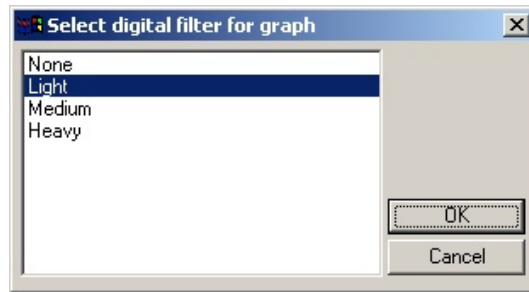 Select digital filter for graph
None
Light
Medium
Heavy
OK
Cancel